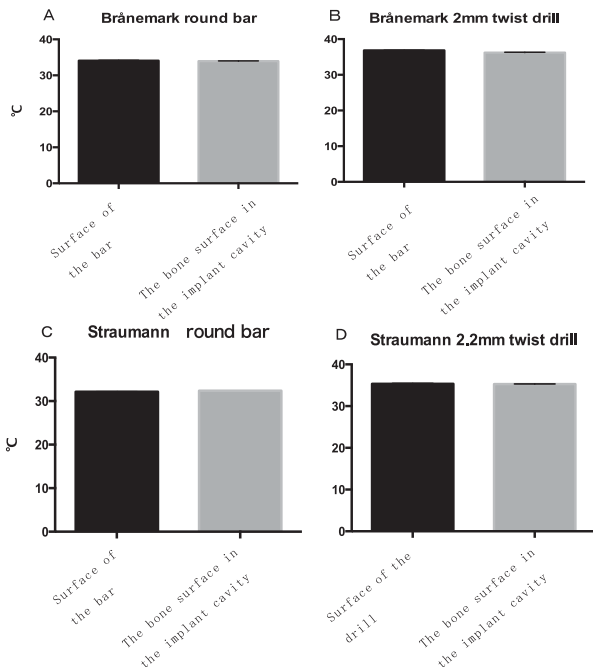 A
Brånemark round bar
℃
40
30
20
10
0
Surface of
the bar
The bone surface in
the implant cavity
B
Brånemark 2mm twist drill
40
30
20
10
0
Surface of
the bar
The bone surface in
the implant cavity
C
Straumann round bar
℃
40
30
20
10
0
Surface of
the bar
The bone surface in
the implant cavity
D
Straumann 2.2mm twist drill
40
30
20
10
0
Surface of the
drill
The bone surface in
the implant cavity